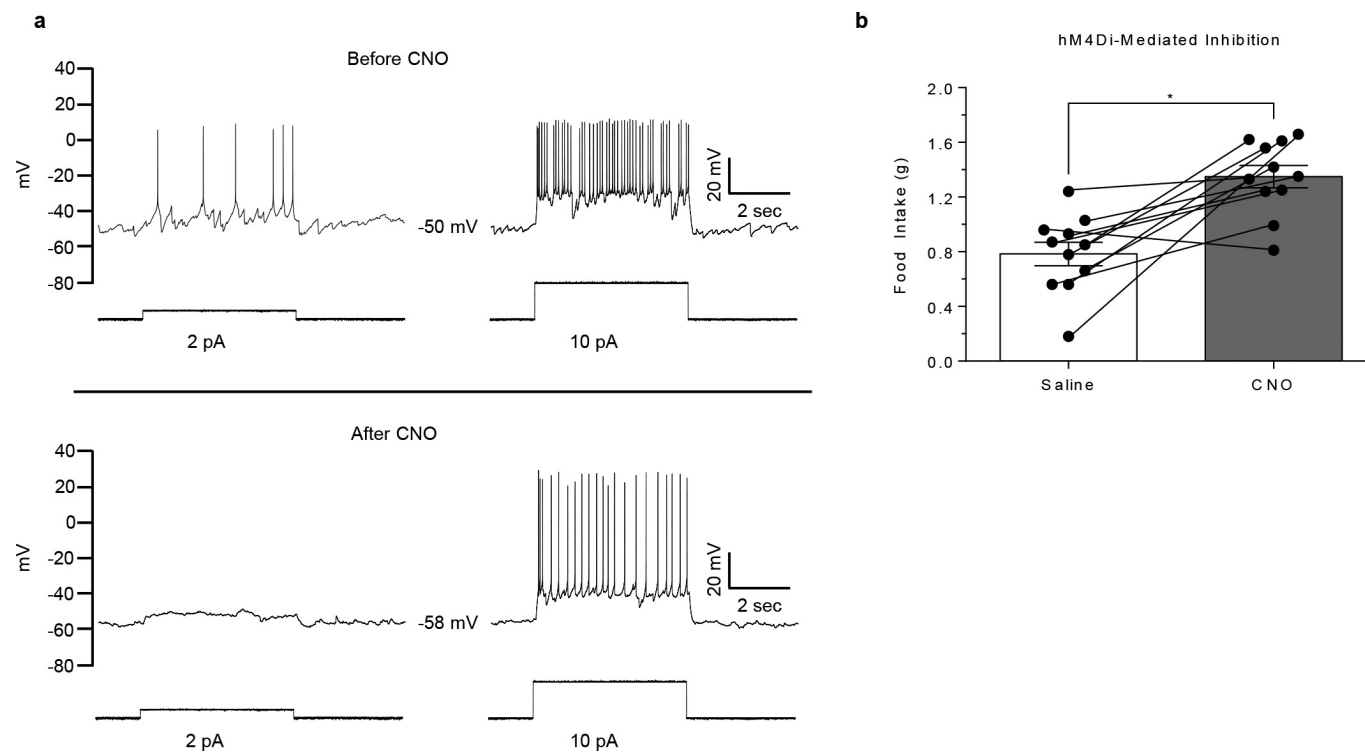 a
Before CNO
40
20
0
-20
-40
-60
-80
mV
-50 mV
20 mV
2 sec
2 pA
10 pA
After CNO
40
20
0
-20
-40
-60
-80
mV
-58 mV
20 mV
2 sec
2 pA
10 pA
b
hM4Di-Mediated Inhibition
*
2.0
1.6
1.2
0.8
0.4
0.0
Food Intake (g)
Saline
CNO